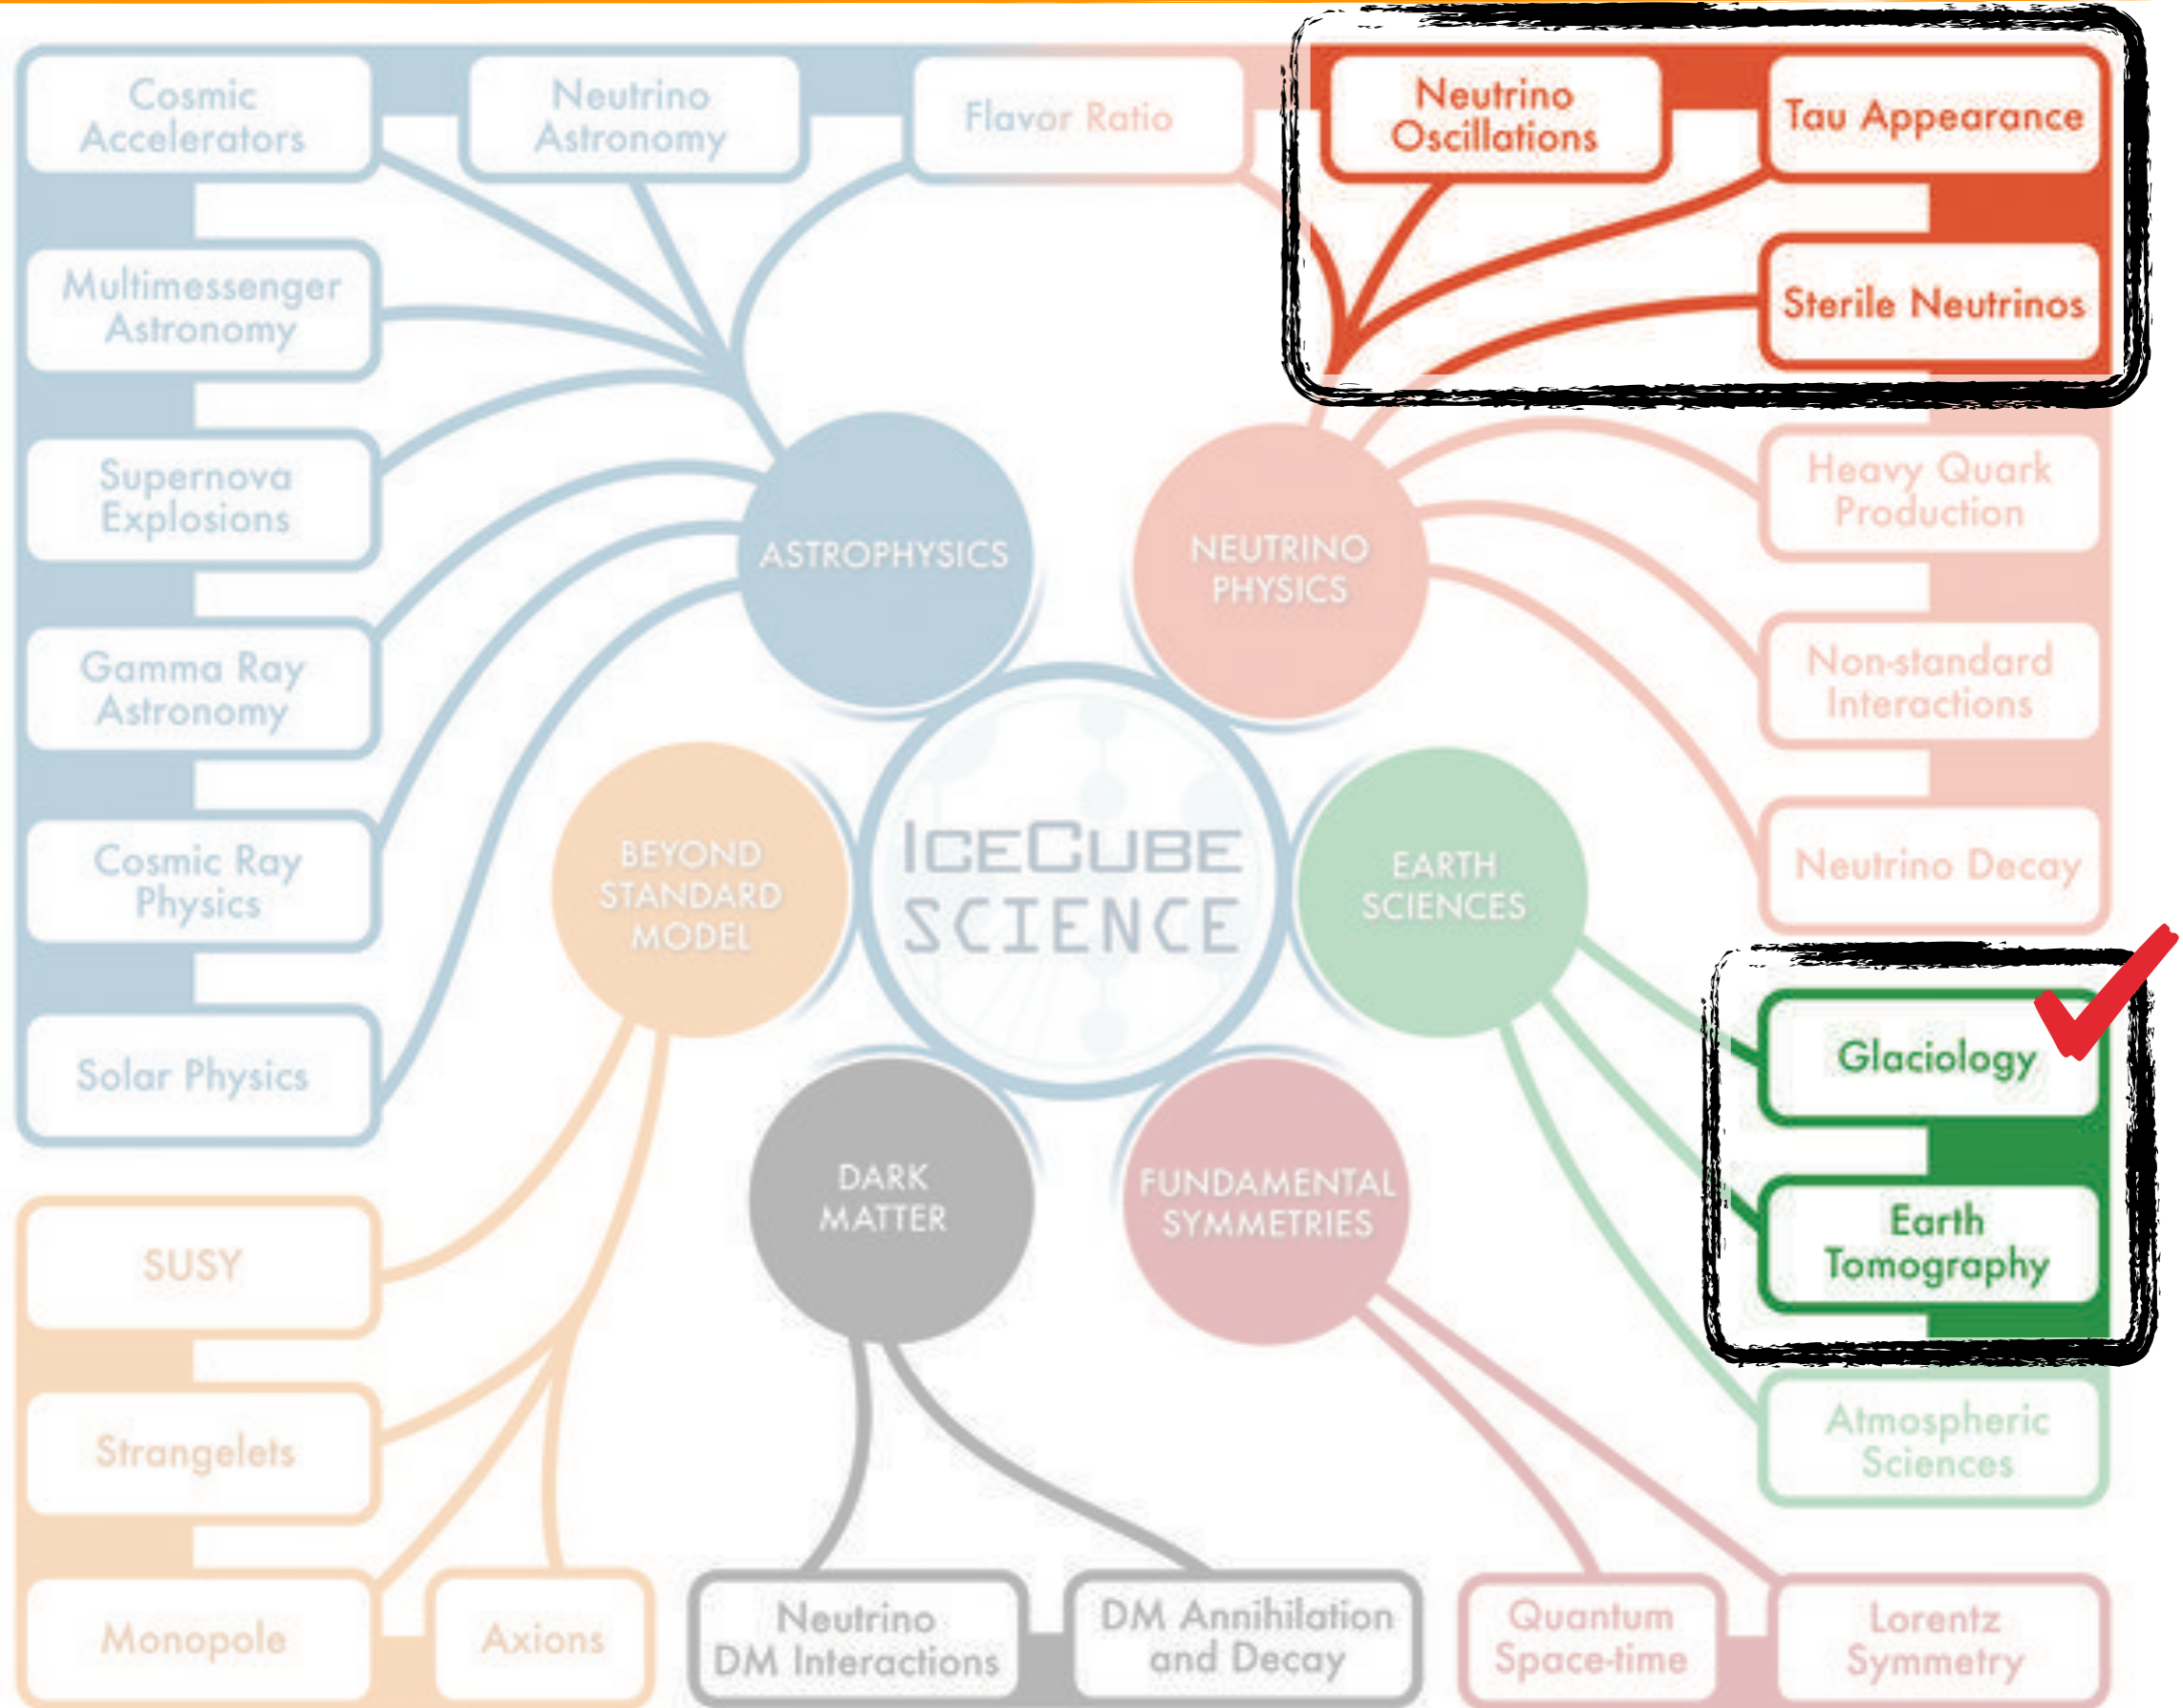 Cosmic
Accelerators
Neutrino
Astronomy
Flavor Ratio
Neutrino
Oscillations
Tau Appearance
Multimessenger
Astronomy
Sterile Neutrinos
Supernova
Explosions
Heavy Quark
Production
ASTROPHYSICS
NEUTRINO
PHYSICS
Gamma Ray
Astronomy
Non-standard
Interactions
Cosmic Ray
Physics
BEYOND
STANDARD
MODEL
ICECUBE
SCIENCE
EARTH
SCIENCES
Neutrino Decay
Solar Physics
Glaciology
DARK
MATTER
FUNDAMENTAL
SYMMETRIES
Earth
Tomography
SUSY
Strangelets
Atmospheric
Sciences
Monopole
Axions
Neutrino
DM Interactions
DM Annihilation
and Decay
Quantum
Space-time
Lorentz
Symmetry